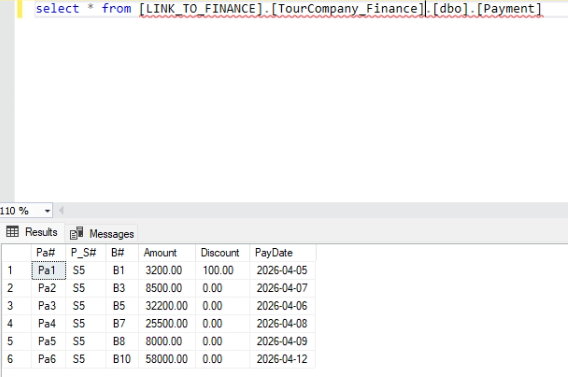 select * from [LINK_TO_FINANCE].[TourCompany_Finance].[dbo].[Payment]
110 %
Results Messages
Pa# P_S# B# Amount Discount PayDate
1 Pa1 S5 B1 3200.00 100.00 2026-04-05
2 Pa2 S5 B3 8500.00 0.00 2026-04-07
3 Pa3 S5 B5 32200.00 0.00 2026-04-06
4 Pa4 S5 B7 25500.00 0.00 2026-04-08
5 Pa5 S5 B8 8000.00 0.00 2026-04-09
6 Pa6 S5 B10 58000.00 0.00 2026-04-12